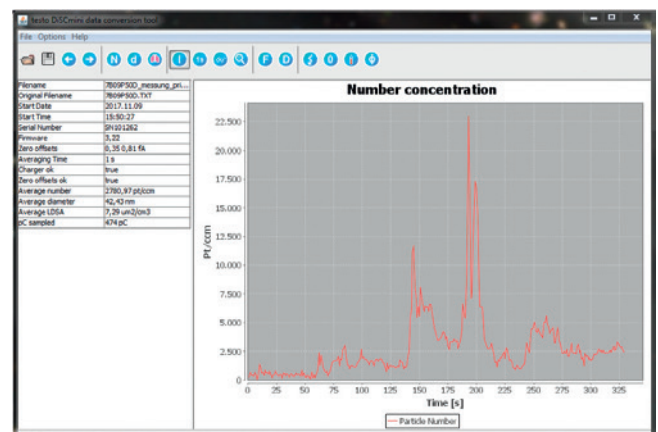 testo DiSCmini data conversion tool
File Options Help
N d F D 0
Filename 7B09P50D_messung_pri...
Original Filename 7B09P50D.TXT
Start Date 2017.11.09
Start Time 15:50:27
Serial Number SN101262
Firmware 3,22
Zero offsets 0,35 0,81 fA
Averaging Time 1 s
Charger ok true
Zero offsets ok true
Average number 2780,97 pt/ccm
Average diameter 42,43 nm
Average LDSA 7,29 um2/cm3
pC sampled 474 pC
Number concentration
Pt/ccm
22.500
20.000
17.500
15.000
12.500
10.000
7.500
5.000
2.500
0
0 25 50 75 100 125 150 175 200 225 250 275 300 325
Time [s]
Particle Number